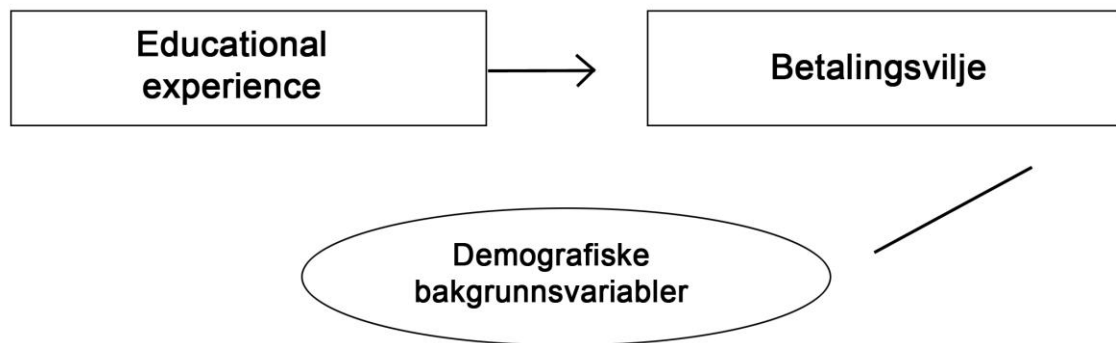 Educational
experience
Betalingsvilje
Demografiske
bakgrunnsvariabler